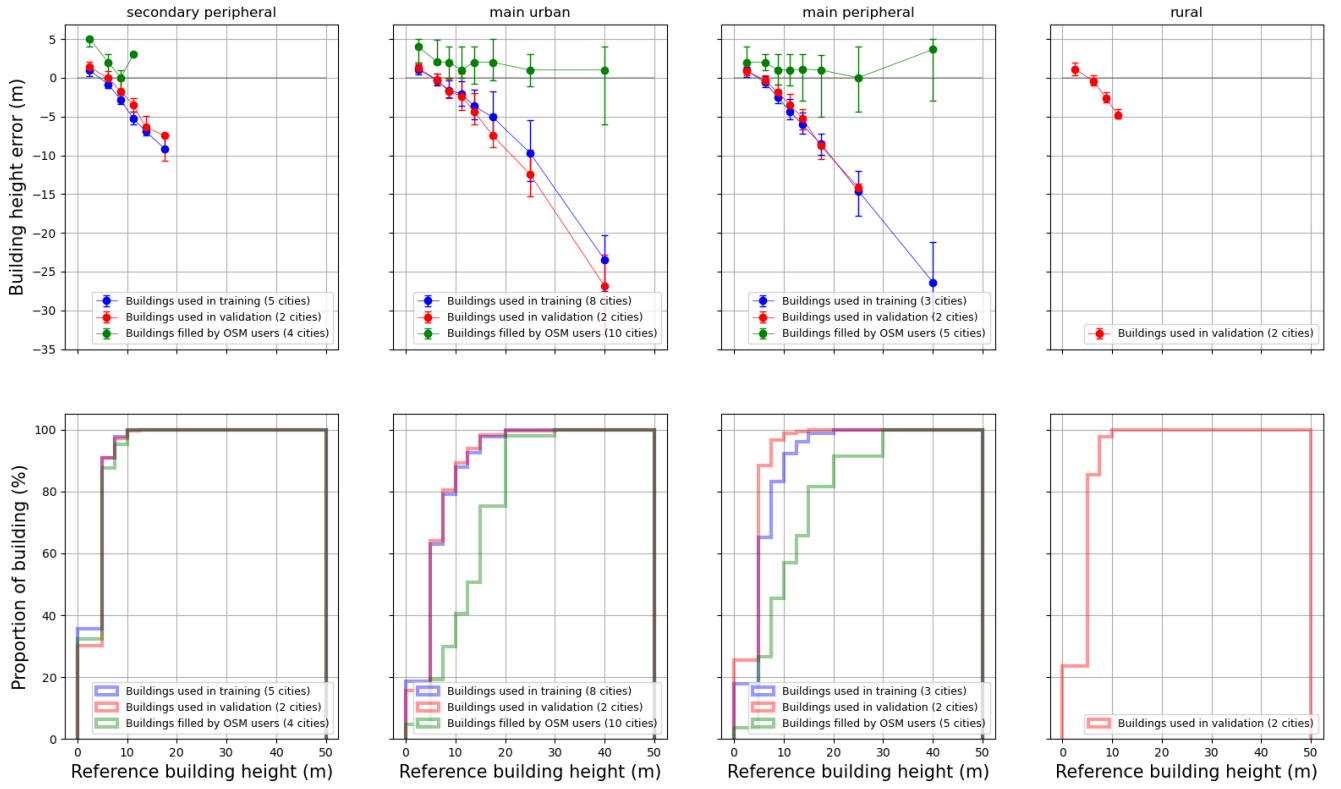 secondary peripheral
main urban
main peripheral
rural
Building height error (m)
5
0
−5
−10
−15
−20
−25
−30
−35
Buildings used in training (5 cities)
Buildings used in validation (2 cities)
Buildings filled by OSM users (4 cities)
Buildings used in training (8 cities)
Buildings used in validation (2 cities)
Buildings filled by OSM users (10 cities)
Buildings used in training (3 cities)
Buildings used in validation (2 cities)
Buildings filled by OSM users (5 cities)
Buildings used in validation (2 cities)
Proportion of building (%)
100
80
60
40
20
0
Buildings used in training (5 cities)
Buildings used in validation (2 cities)
Buildings filled by OSM users (4 cities)
Buildings used in training (8 cities)
Buildings used in validation (2 cities)
Buildings filled by OSM users (10 cities)
Buildings used in training (3 cities)
Buildings used in validation (2 cities)
Buildings filled by OSM users (5 cities)
Buildings used in validation (2 cities)
0 10 20 30 40 50
0 10 20 30 40 50
0 10 20 30 40 50
0 10 20 30 40 50
Reference building height (m)
Reference building height (m)
Reference building height (m)
Reference building height (m)